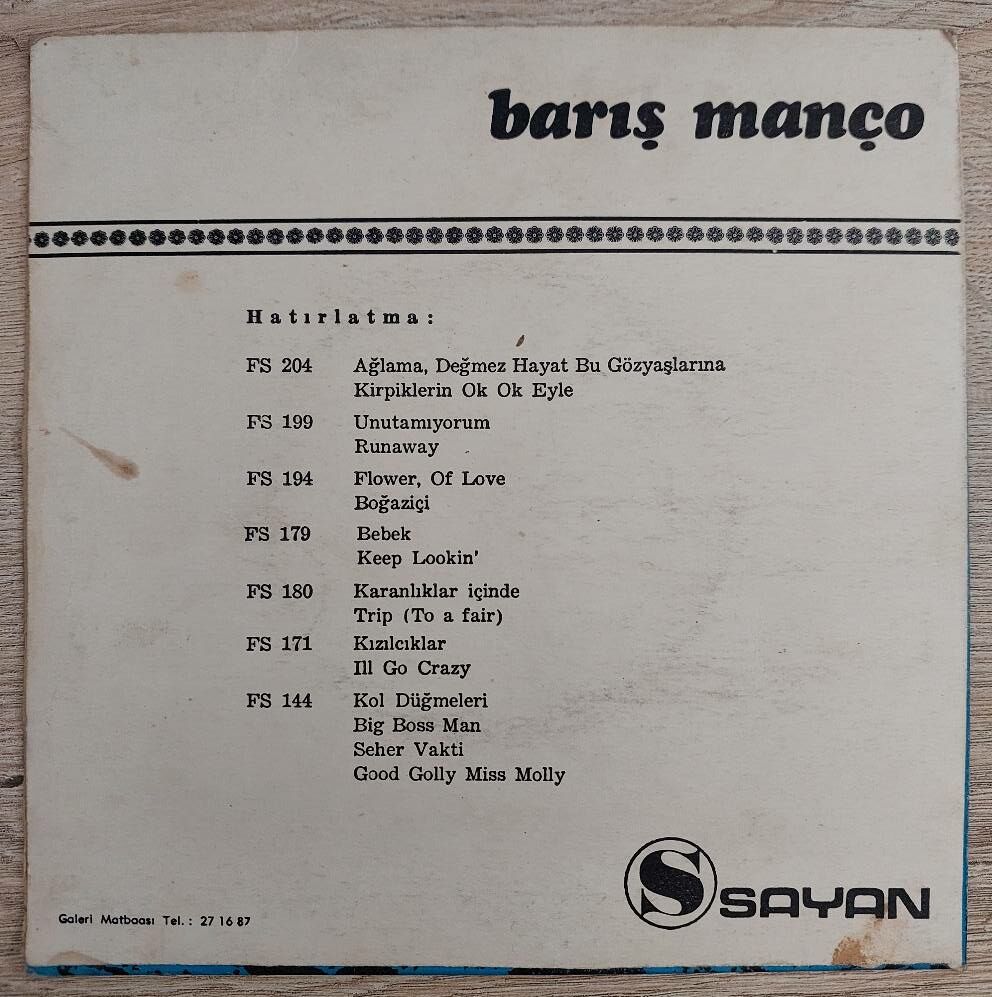 barış manço
Hatırlatma:
FS 204 Ağlama, Değmez Hayat Bu Gözyaşlarına
Kirpiklerin Ok Ok Eyle
FS 199 Unutamıyorum
Runaway
FS 194 Flower, Of Love
Boğaziçi
FS 179 Bebek
Keep Lookin'
FS 180 Karanlıklar içinde
Trip (To a fair)
FS 171 Kızılcıklar
Ill Go Crazy
FS 144 Kol Düğmeleri
Big Boss Man
Seher Vakti
Good Golly Miss Molly
S SAYAN
Galeri Matbaası Tel.: 27 16 87